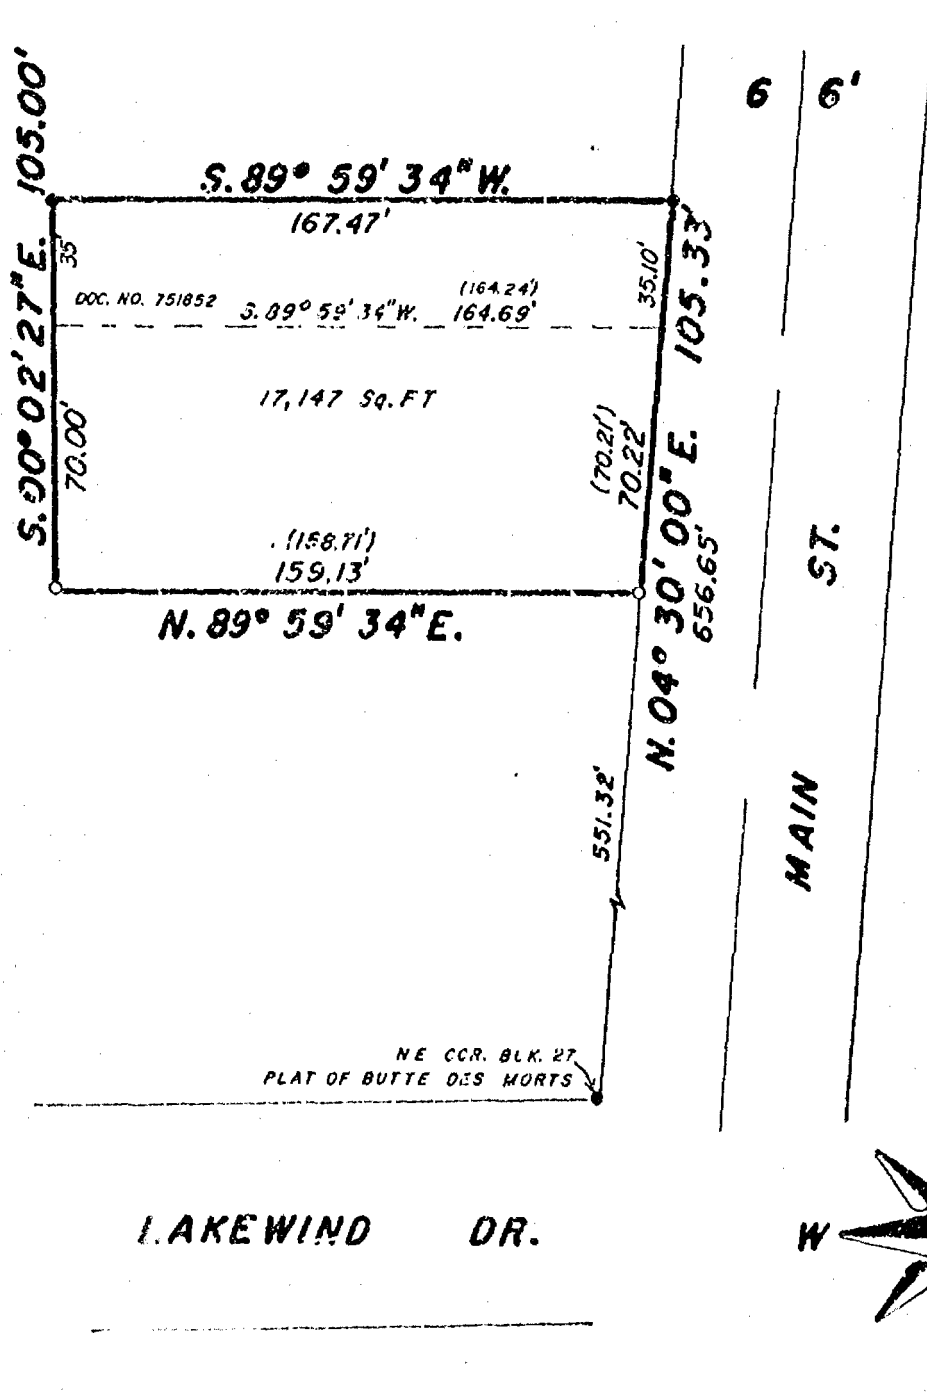 6 6'
S. 89° 59' 34" W.
167.47'
S. 00° 02' 27" E. 105.00'
35'
35.10'
105.33'
DOC. NO. 751852
(164.24')
S. 89° 59' 34" W. 164.69'
17,147 Sq. FT
70.00'
(70.21')
70.22'
(158.71')
159.13'
N. 89° 59' 34" E.
N. 04° 30' 00" E.
656.65'
MAIN ST.
551.32'
NE COR. BLK. 27
PLAT OF BUTTE DES MORTS
LAKEWIND DR.
W